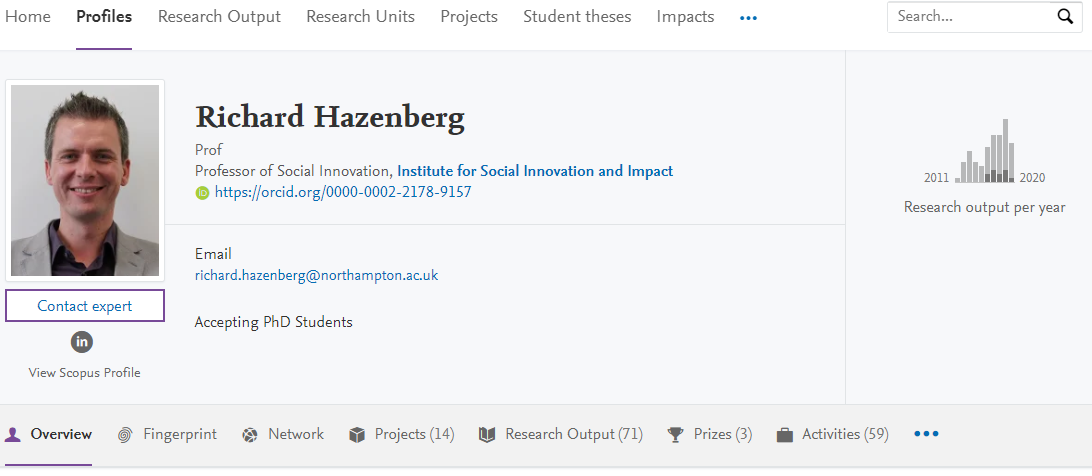 Home Profiles Research Output Research Units Projects Student theses Impacts ••• Search...
Richard Hazenberg
Prof
Professor of Social Innovation, Institute for Social Innovation and Impact
iD https://orcid.org/0000-0002-2178-9157
2011 2020
Research output per year
Email
richard.hazenberg@northampton.ac.uk
Contact expert
Accepting PhD Students
in
View Scopus Profile
Overview Fingerprint Network Projects (14) Research Output (71) Prizes (3) Activities (59) •••